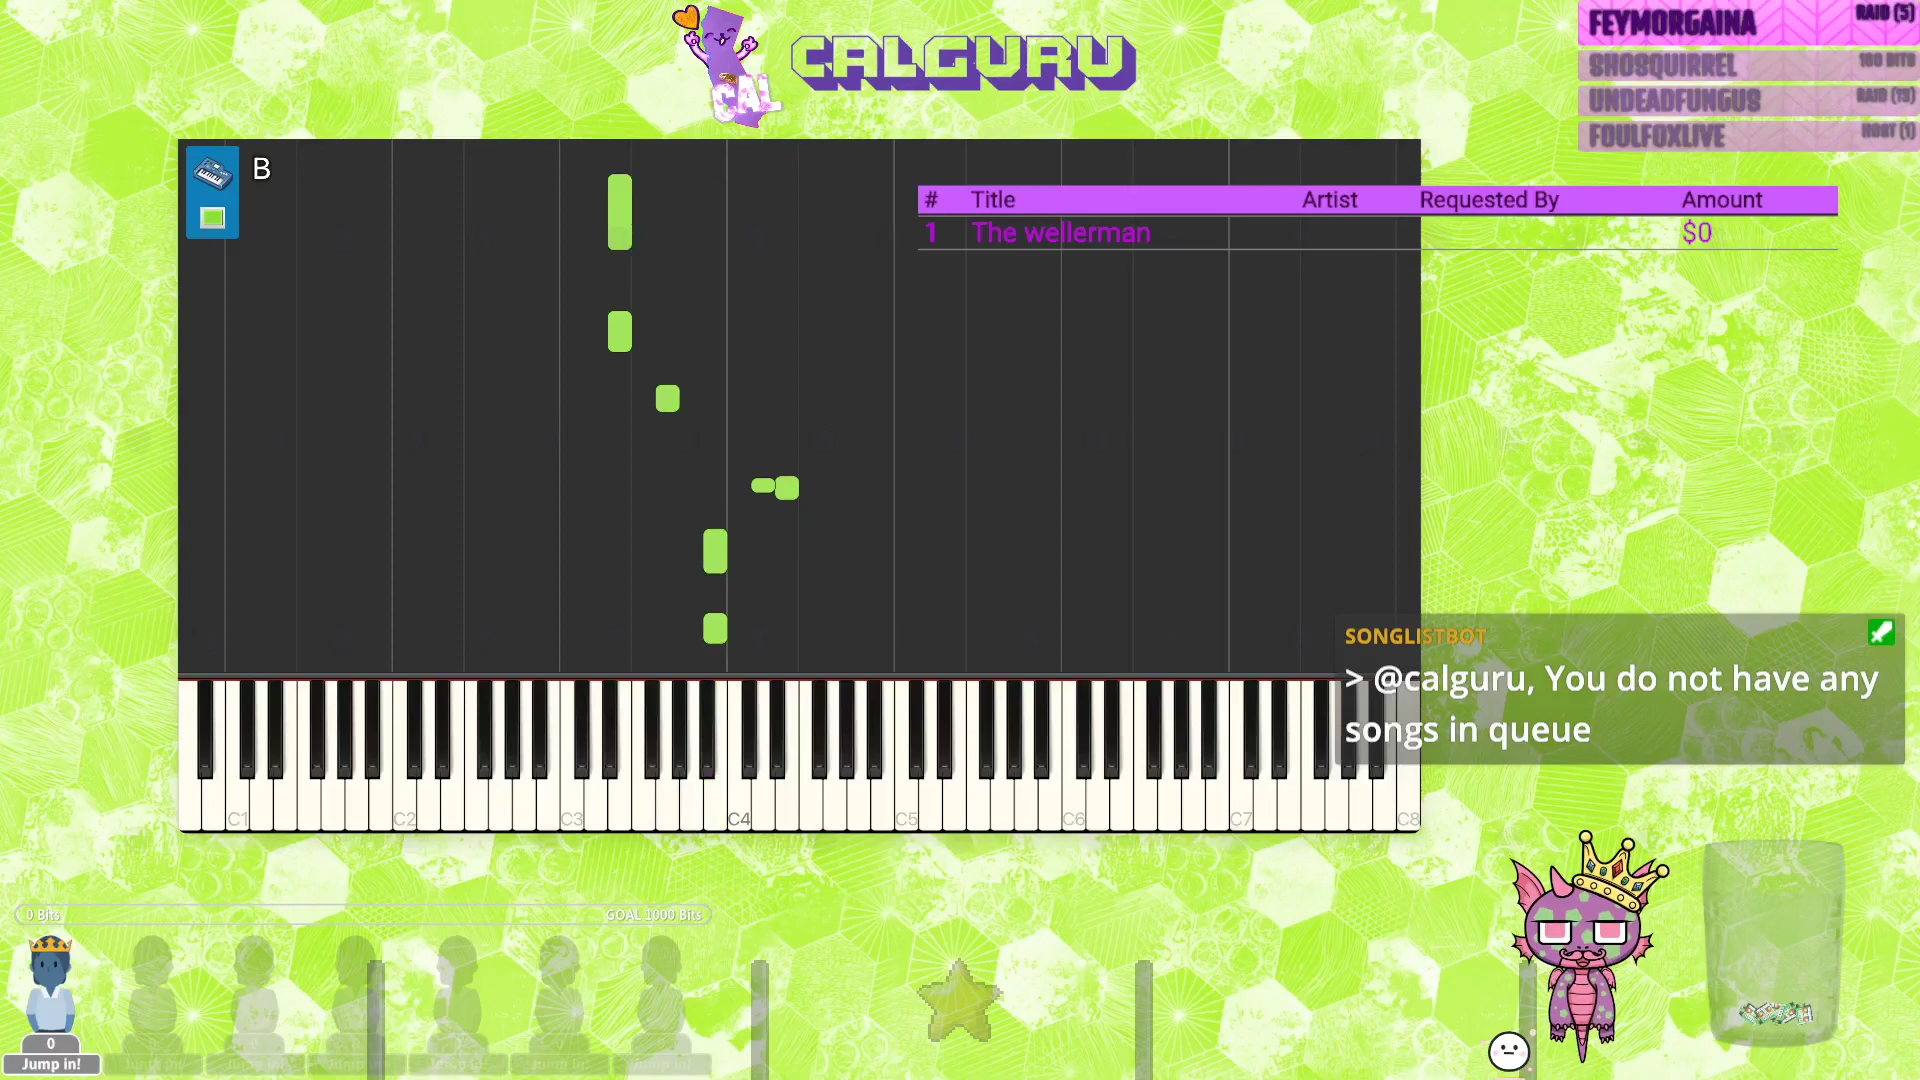 CALGURU
CAL
FEYMORGAINA RAID (5)
SHOSQUIRREL 100 BITS
UNDEADFUNGUS RAID (13)
FOULFOXLIVE HOST (1)
B
# Title Artist Requested By Amount
1 The wellerman $0
SONGLISTBOT
> @calguru, You do not have any
songs in queue
C1 C2 C3 C4 C5 C6 C7 C8
0 Bits GOAL 1000 Bits
0
Jump in!